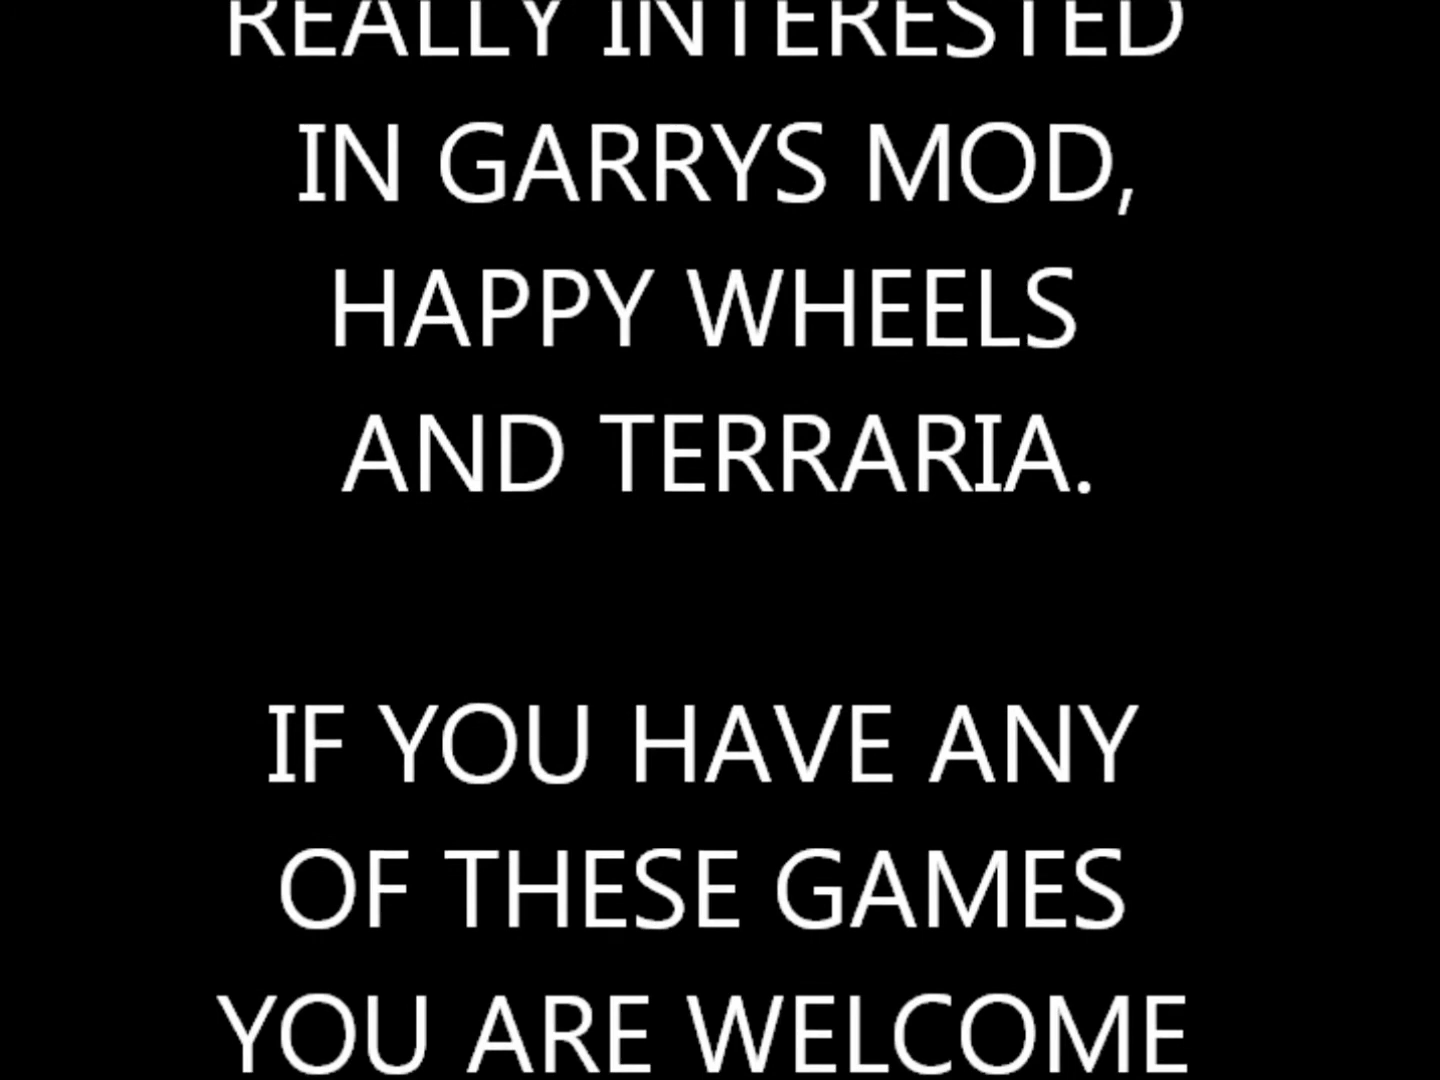 REALLY INTERESTED
IN GARRYS MOD,
HAPPY WHEELS
AND TERRARIA.
IF YOU HAVE ANY
OF THESE GAMES
YOU ARE WELCOME